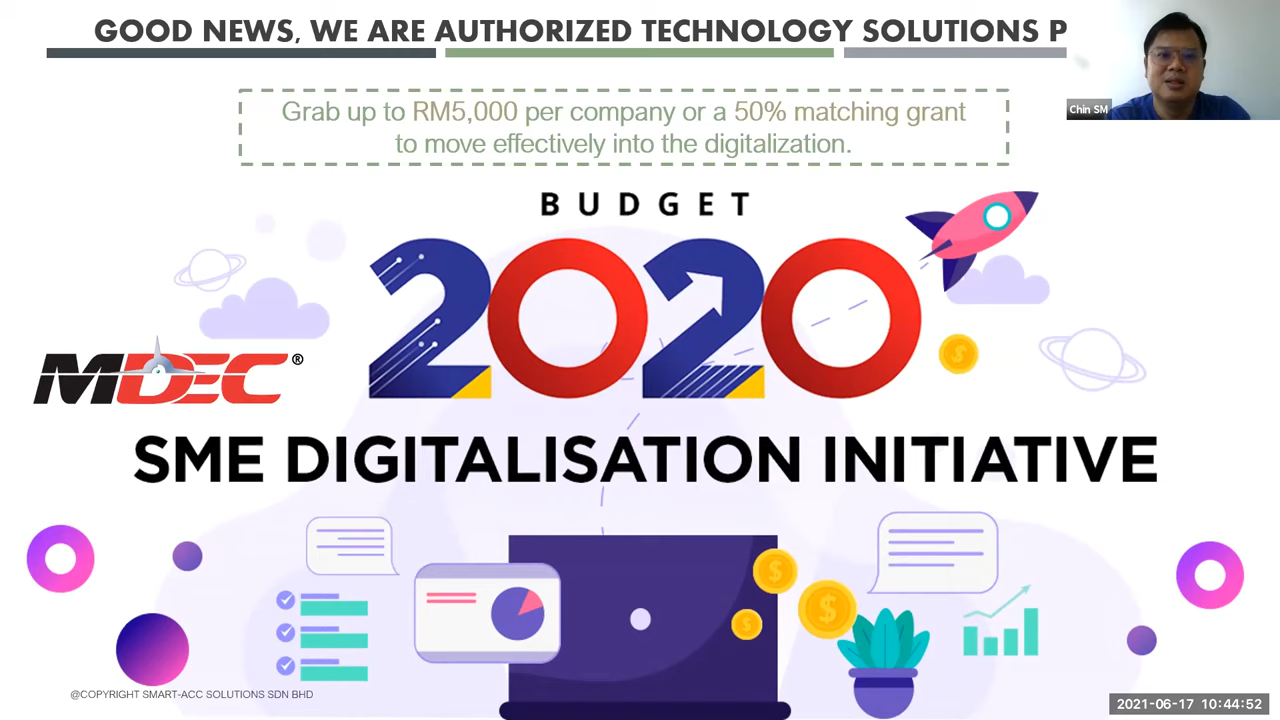 GOOD NEWS, WE ARE AUTHORIZED TECHNOLOGY SOLUTIONS P
Chin SM
Grab up to RM5,000 per company or a 50% matching grant
to move effectively into the digitalization.
BUDGET
2020
MDEC®
SME DIGITALISATION INITIATIVE
@COPYRIGHT SMART-ACC SOLUTIONS SDN BHD
2021-06-17 10:44:52